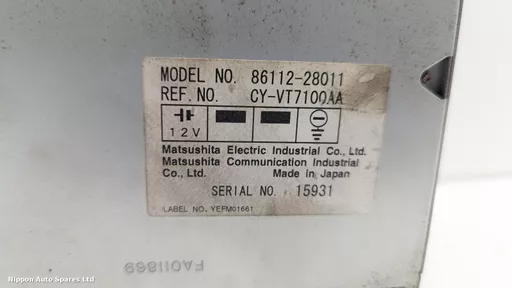 MODEL NO. 86112-28011
REF. NO. CY-VT7100AA
12V
Matsushita Electric Industrial Co., Ltd.
Matsushita Communication Industrial
Co., Ltd. Made in Japan
SERIAL NO. 15931
LABEL NO. YEFM01661
FA011869
Nippon Auto Spares Ltd